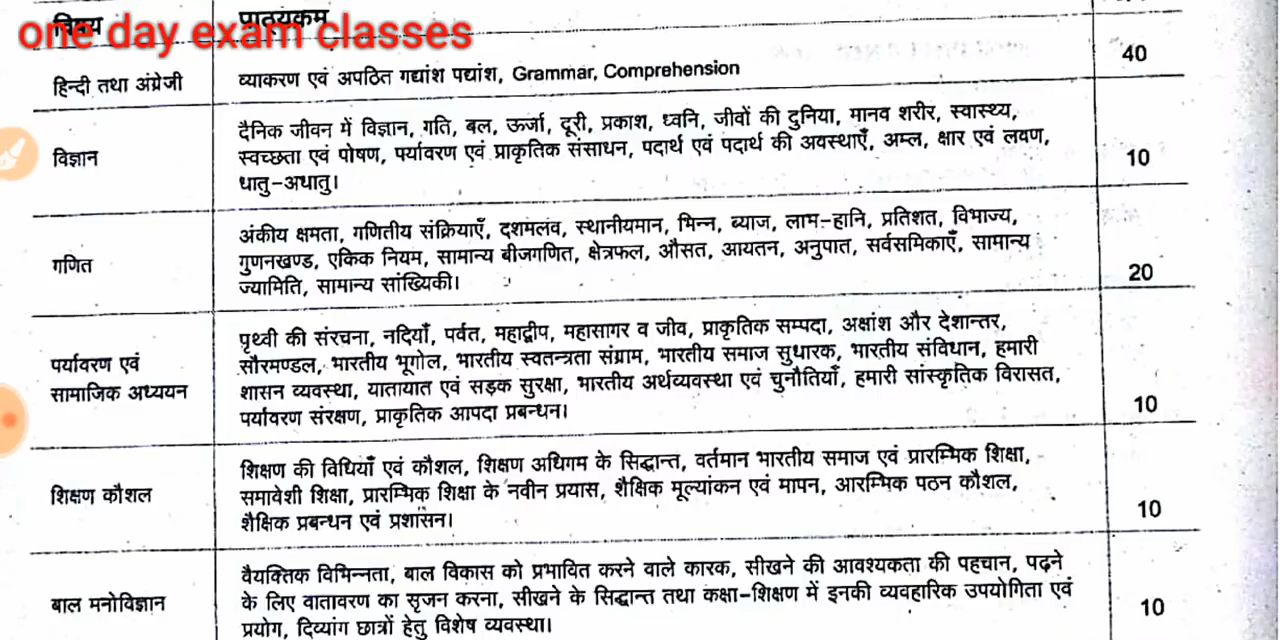 विषय पाठ्यक्रम
one day exam classes
हिन्दी तथा अंग्रेजी
व्याकरण एवं अपठित गद्यांश पद्यांश, Grammar, Comprehension
40
विज्ञान
दैनिक जीवन में विज्ञान, गति, बल, ऊर्जा, दूरी, प्रकाश, ध्वनि, जीवों की दुनिया, मानव शरीर, स्वास्थ्य,
स्वच्छता एवं पोषण, पर्यावरण एवं प्राकृतिक संसाधन, पदार्थ एवं पदार्थ की अवस्थाएँ, अम्ल, क्षार एवं लवण,
धातु-अधातु।
10
गणित
अंकीय क्षमता, गणितीय संक्रियाएँ, दशमलव, स्थानीयमान, भिन्न, ब्याज, लाभ-हानि, प्रतिशत, विभाज्य,
गुणनखण्ड, एकिक नियम, सामान्य बीजगणित, क्षेत्रफल, औसत, आयतन, अनुपात, सर्वसमिकाएँ, सामान्य
ज्यामिति, सामान्य सांख्यिकी।
20
पर्यावरण एवं
सामाजिक अध्ययन
पृथ्वी की संरचना, नदियाँ, पर्वत, महाद्वीप, महासागर व जीव, प्राकृतिक सम्पदा, अक्षांश और देशान्तर,
सौरमण्डल, भारतीय भूगोल, भारतीय स्वतन्त्रता संग्राम, भारतीय समाज सुधारक, भारतीय संविधान, हमारी
शासन व्यवस्था, यातायात एवं सड़क सुरक्षा, भारतीय अर्थव्यवस्था एवं चुनौतियाँ, हमारी सांस्कृतिक विरासत,
पर्यावरण संरक्षण, प्राकृतिक आपदा प्रबन्धन।
10
शिक्षण कौशल
शिक्षण की विधियाँ एवं कौशल, शिक्षण अधिगम के सिद्धान्त, वर्तमान भारतीय समाज एवं प्रारम्भिक शिक्षा,
समावेशी शिक्षा, प्रारम्भिक शिक्षा के नवीन प्रयास, शैक्षिक मूल्यांकन एवं मापन, आरम्भिक पठन कौशल,
शैक्षिक प्रबन्धन एवं प्रशासन।
10
बाल मनोविज्ञान
वैयक्तिक विभिन्नता, बाल विकास को प्रभावित करने वाले कारक, सीखने की आवश्यकता की पहचान, पढ़ने
के लिए वातावरण का सृजन करना, सीखने के सिद्धान्त तथा कक्षा-शिक्षण में इनकी व्यवहारिक उपयोगिता एवं
प्रयोग, दिव्यांग छात्रों हेतु विशेष व्यवस्था।
10